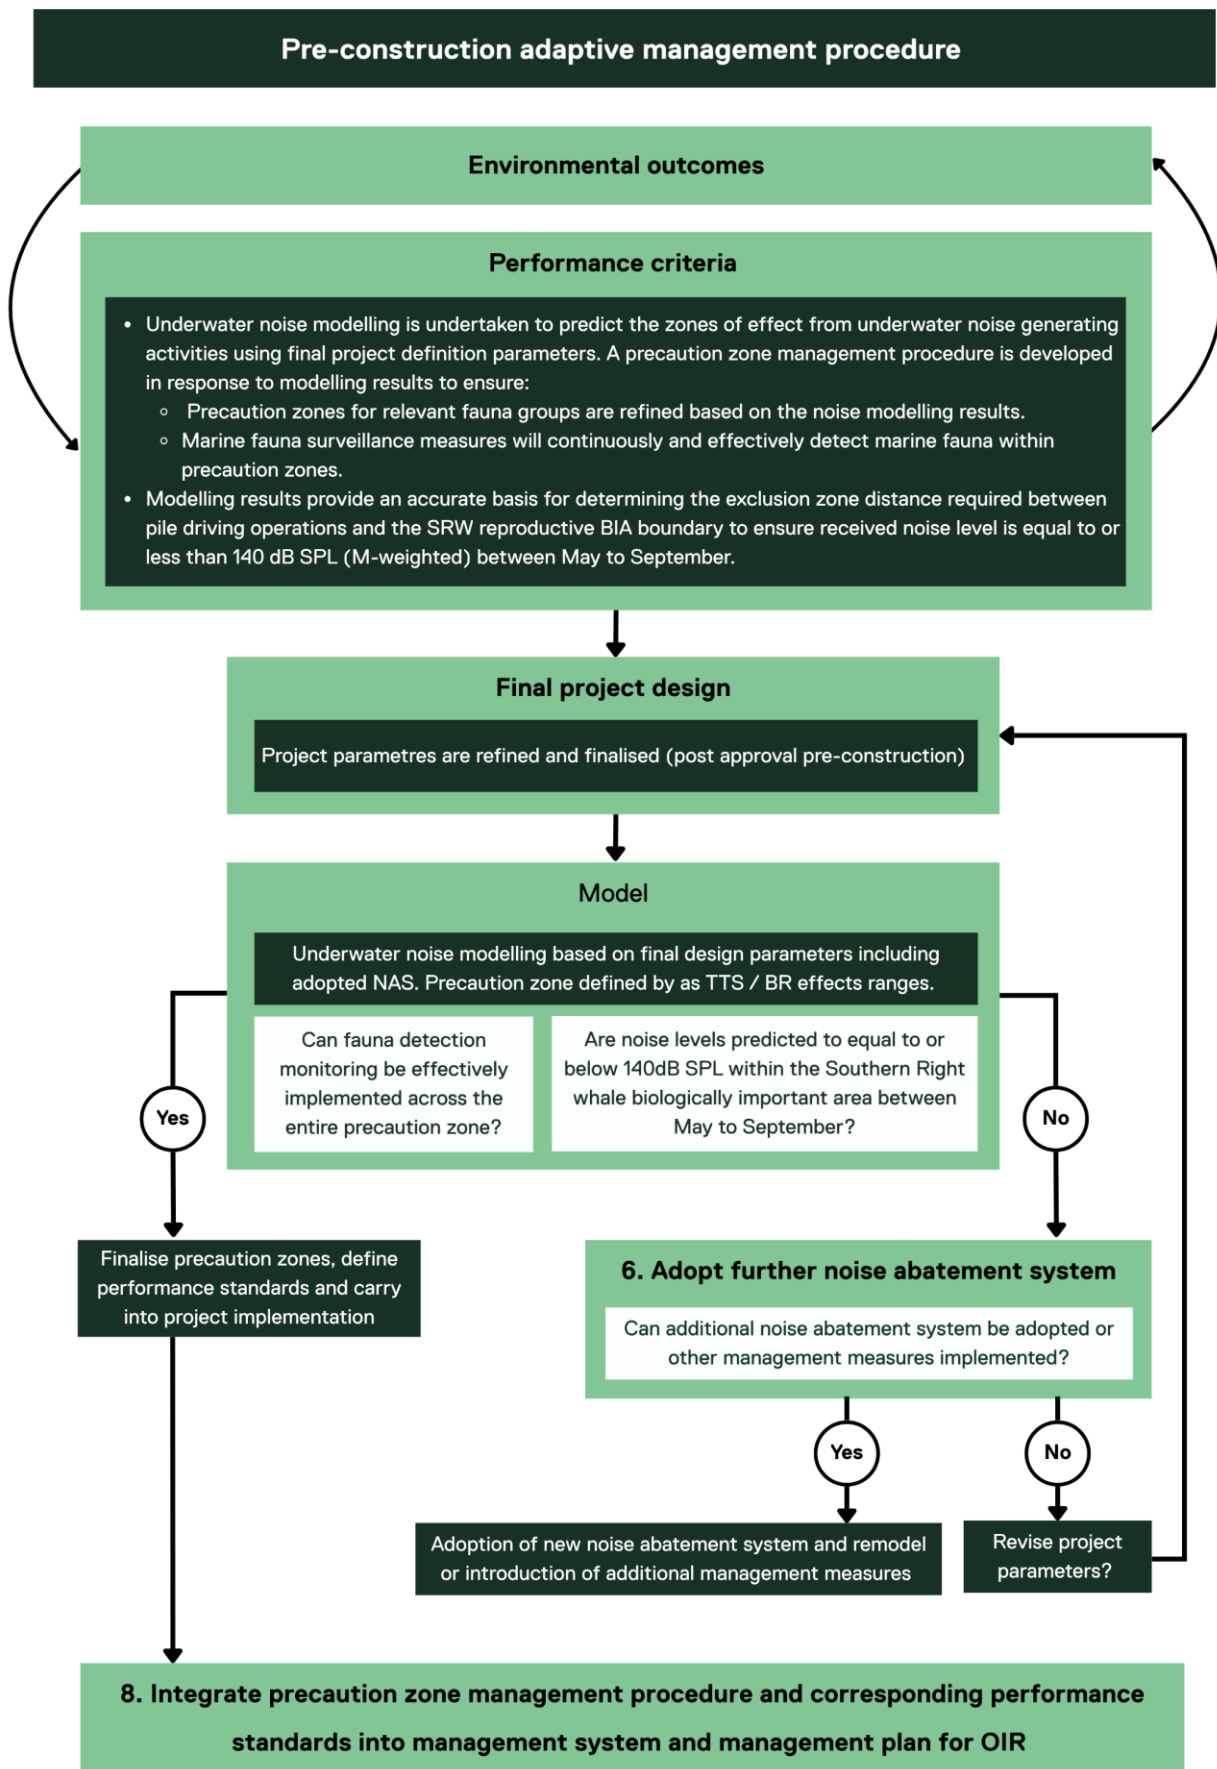 Pre-construction adaptive management procedure
Environmental outcomes
Performance criteria
• Underwater noise modelling is undertaken to predict the zones of effect from underwater noise generating
activities using final project definition parameters. A precaution zone management procedure is developed
in response to modelling results to ensure:
○ Precaution zones for relevant fauna groups are refined based on the noise modelling results.
○ Marine fauna surveillance measures will continuously and effectively detect marine fauna within
precaution zones.
• Modelling results provide an accurate basis for determining the exclusion zone distance required between
pile driving operations and the SRW reproductive BIA boundary to ensure received noise level is equal to or
less than 140 dB SPL (M-weighted) between May to September.
Final project design
Project parametres are refined and finalised (post approval pre-construction)
Model
Underwater noise modelling based on final design parameters including
adopted NAS. Precaution zone defined by as TTS / BR effects ranges.
Can fauna detection
monitoring be effectively
implemented across the
entire precaution zone?
Are noise levels predicted to equal to or
below 140dB SPL within the Southern Right
whale biologically important area between
May to September?
Yes
No
Finalise precaution zones, define
performance standards and carry
into project implementation
6. Adopt further noise abatement system
Can additional noise abatement system be adopted or
other management measures implemented?
Yes
No
Adoption of new noise abatement system and remodel
or introduction of additional management measures
Revise project
parameters?
8. Integrate precaution zone management procedure and corresponding performance
standards into management system and management plan for OIR